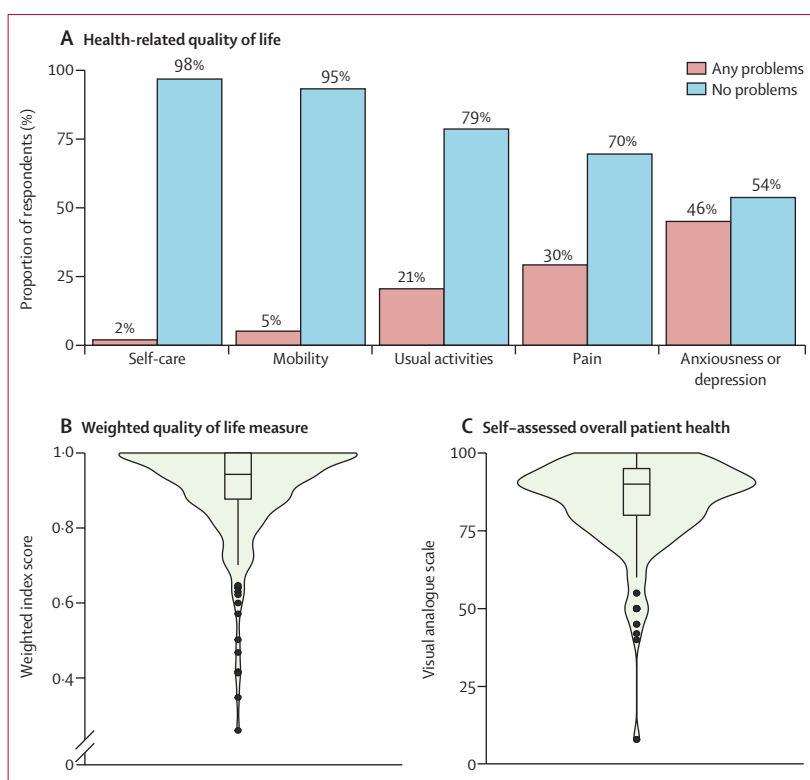 A Health-related quality of life
Any problems
No problems
Proportion of respondents (%)
100
75
50
25
0
98%
95%
79%
70%
46%
54%
30%
21%
2%
5%
Self-care
Mobility
Usual activities
Pain
Anxiousness or
depression
B Weighted quality of life measure
Weighted index score
1·0
0·8
0·6
0·4
0
C Self-assessed overall patient health
Visual analogue scale
100
75
50
25
0